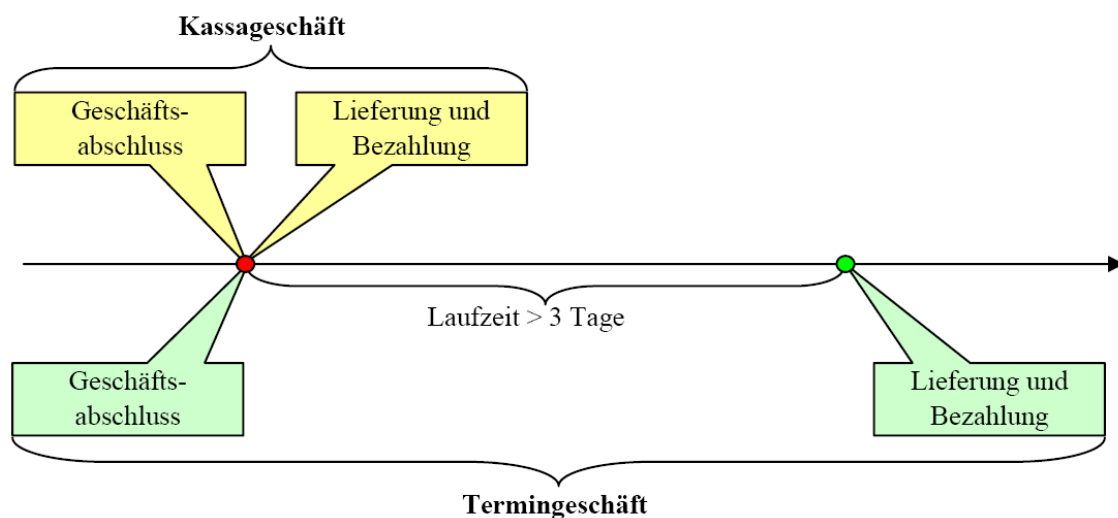 Kassageschäft
Geschäfts-
abschluss
Lieferung und
Bezahlung
Laufzeit > 3 Tage
Geschäfts-
abschluss
Lieferung und
Bezahlung
Termingeschäft